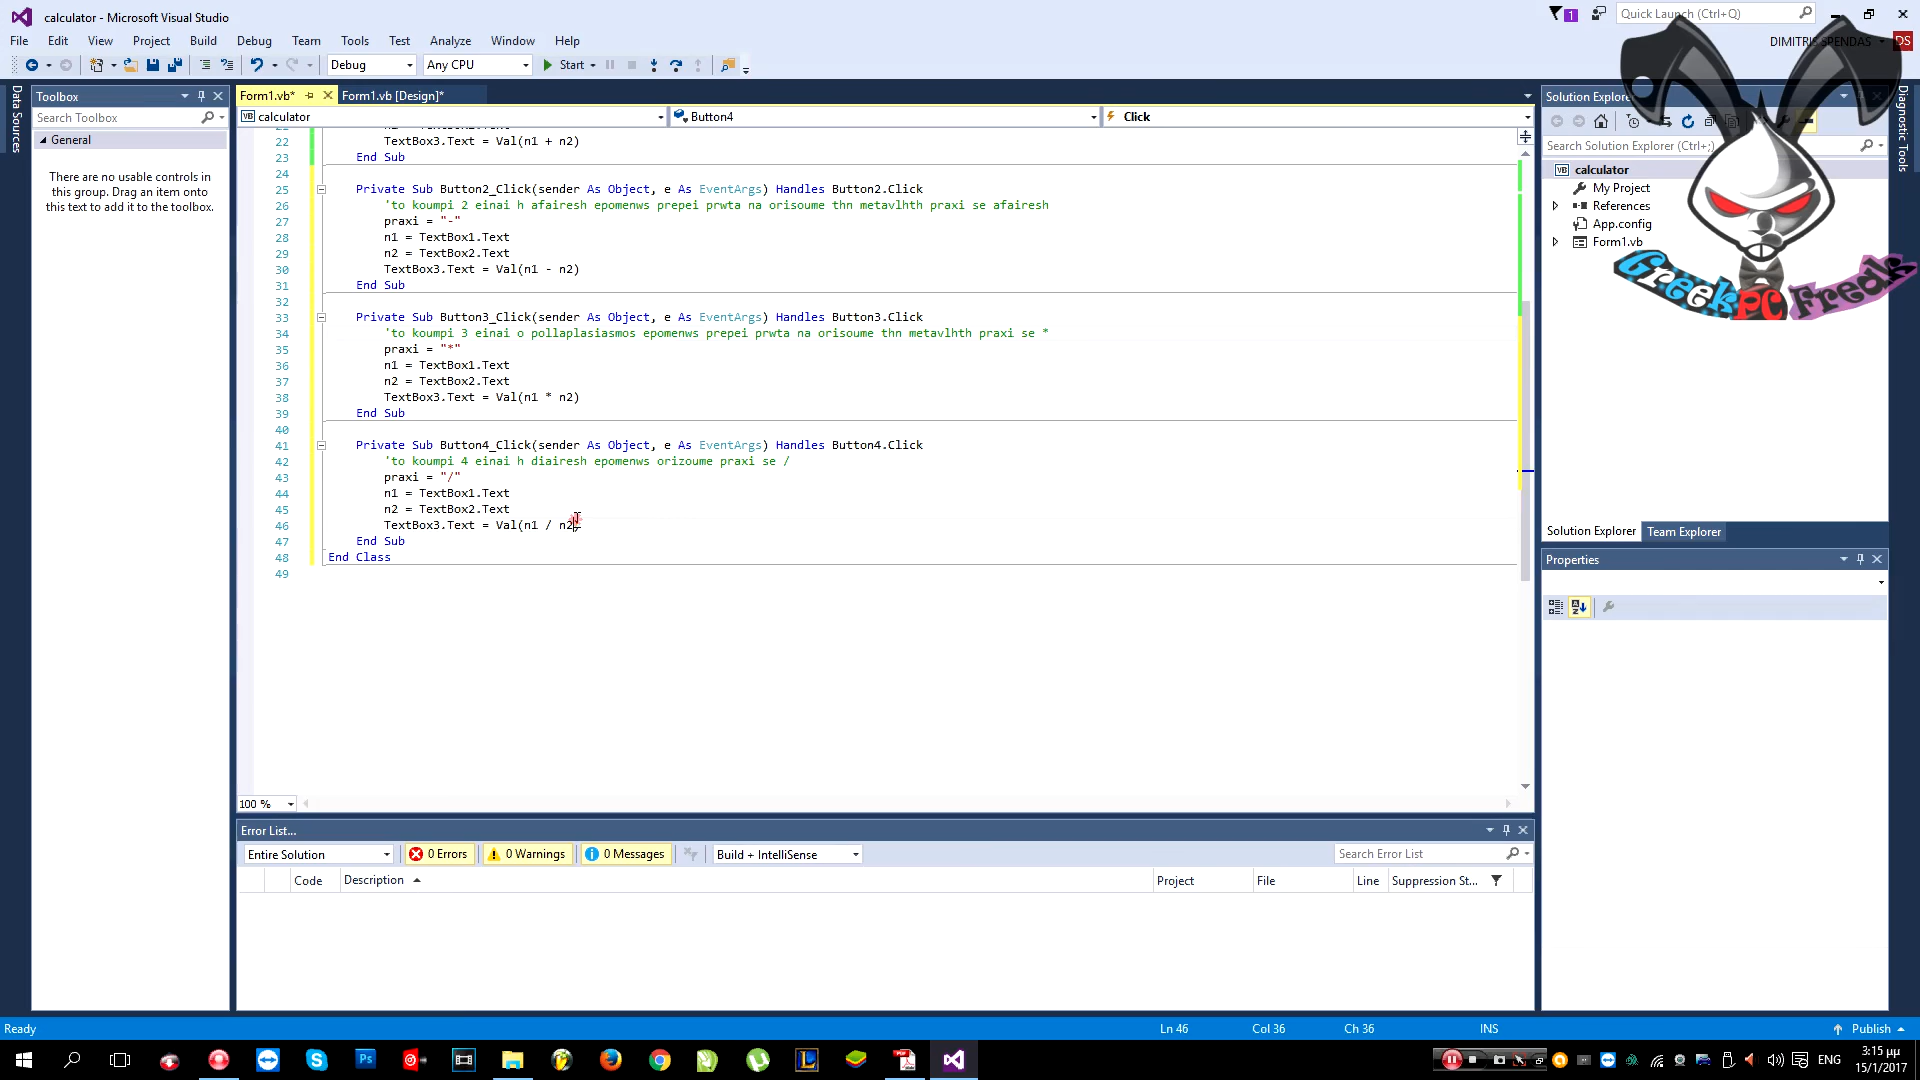 calculator - Microsoft Visual Studio
1
Quick Launch (Ctrl+Q)
File Edit View Project Build Debug Team Tools Test Analyze Window Help
DIMITRIS SPENDAS
DS
Debug Any CPU Start
Data Sources
Toolbox
Search Toolbox
General
There are no usable controls in
this group. Drag an item onto
this text to add it to the toolbox.
Form1.vb* Form1.vb [Design]*
calculator Button4 Click
22 TextBox3.Text = Val(n1 + n2)
23 End Sub
24
25 Private Sub Button2_Click(sender As Object, e As EventArgs) Handles Button2.Click
26 'to koumpi 2 einai h afairesh epomenws prepei prwta na orisoume thn metavlhth praxi se afairesh
27 praxi = "-"
28 n1 = TextBox1.Text
29 n2 = TextBox2.Text
30 TextBox3.Text = Val(n1 - n2)
31 End Sub
32
33 Private Sub Button3_Click(sender As Object, e As EventArgs) Handles Button3.Click
34 'to koumpi 3 einai o pollaplasiasmos epomenws prepei prwta na orisoume thn metavlhth praxi se *
35 praxi = "*"
36 n1 = TextBox1.Text
37 n2 = TextBox2.Text
38 TextBox3.Text = Val(n1 * n2)
39 End Sub
40
41 Private Sub Button4_Click(sender As Object, e As EventArgs) Handles Button4.Click
42 'to koumpi 4 einai h diairesh epomenws orizoume praxi se /
43 praxi = "/"
44 n1 = TextBox1.Text
45 n2 = TextBox2.Text
46 TextBox3.Text = Val(n1 / n2)
47 End Sub
48 End Class
49
100 %
Solution Explorer
Search Solution Explorer (Ctrl+;)
calculator
My Project
References
App.config
Form1.vb
GreekPC Freds
Diagnostic Tools
Solution Explorer Team Explorer
Properties
Error List...
Entire Solution 0 Errors 0 Warnings 0 Messages Build + IntelliSense Search Error List
Code Description Project File Line Suppression St...
Ready Ln 46 Col 36 Ch 36 INS Publish
ENG
3:15 μμ
15/1/2017